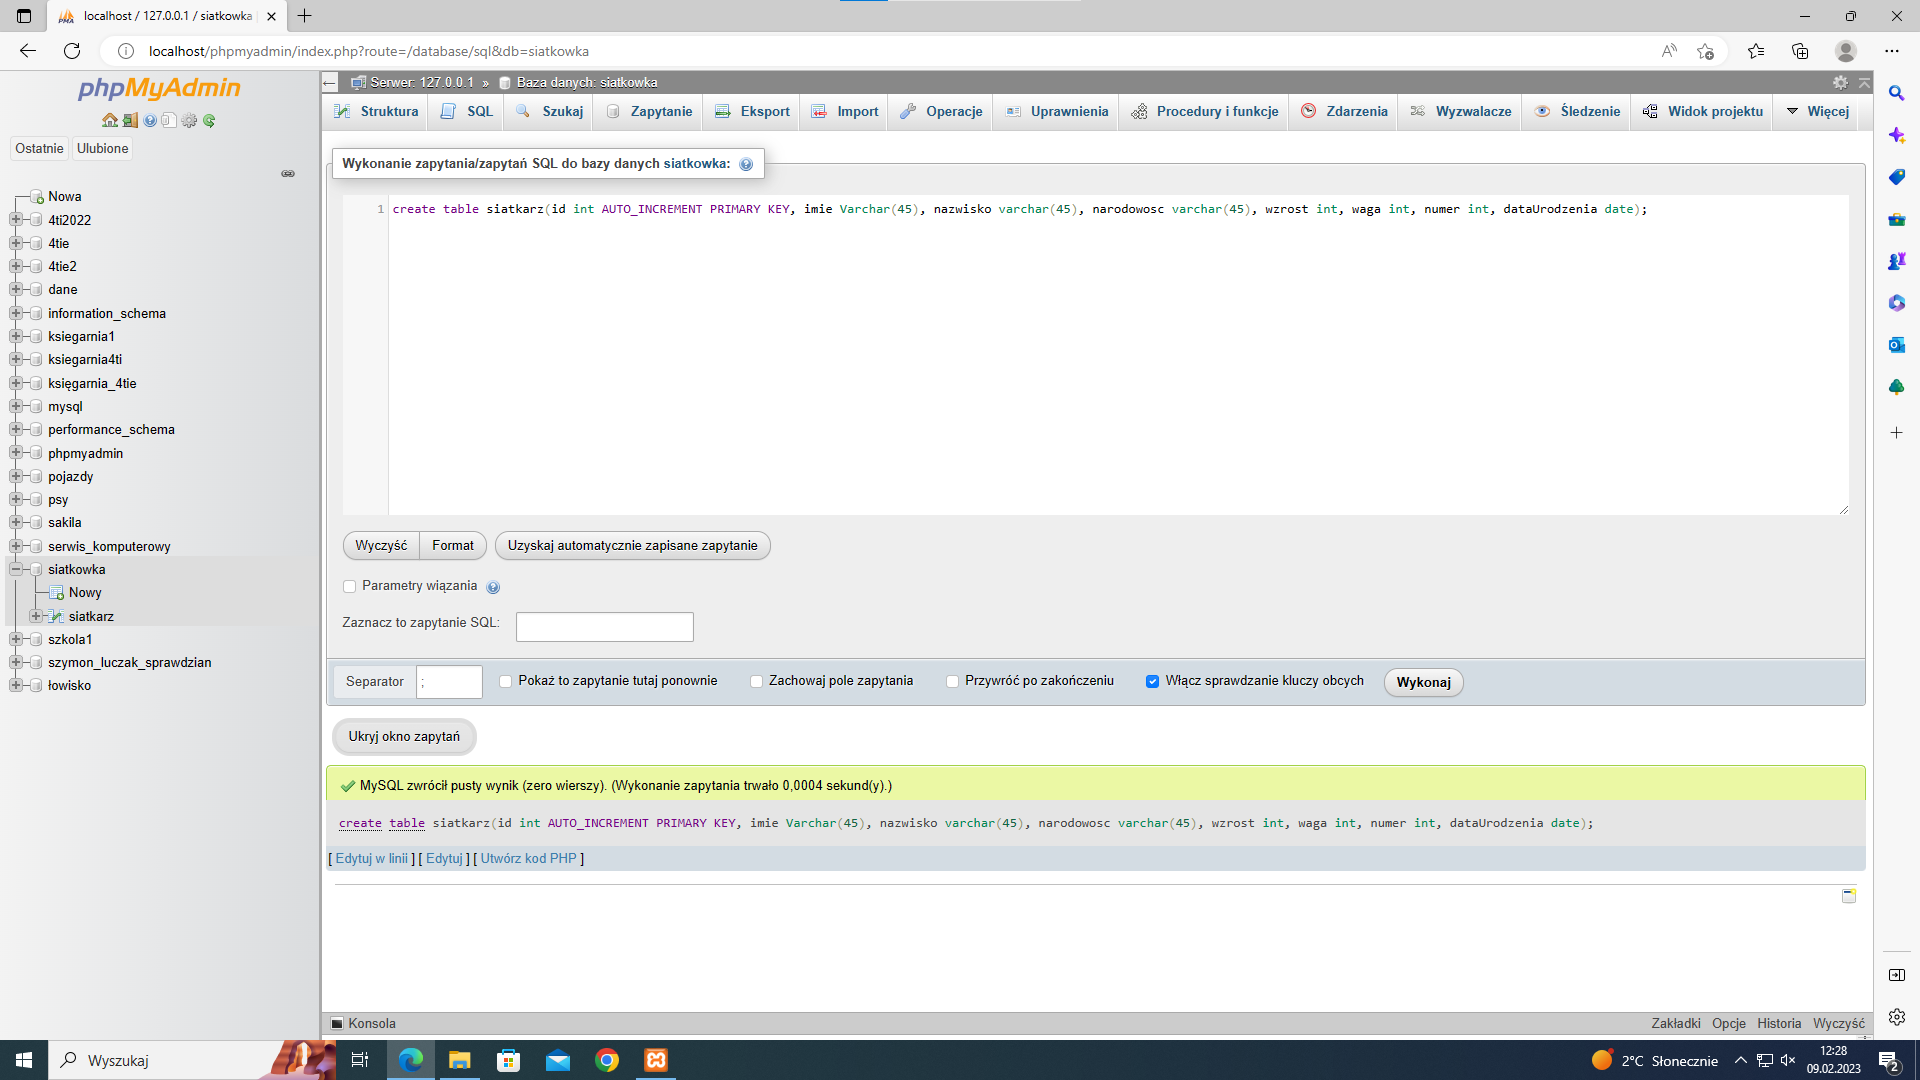 localhost / 127.0.0.1 / siatkowka
localhost/phpmyadmin/index.php?route=/database/sql&db=siatkowka
phpMyAdmin
Ostatnie Ulubione
Nowa
4ti2022
4tie
4tie2
dane
information_schema
ksiegarnia1
ksiegarnia4ti
księgarnia_4tie
mysql
performance_schema
phpmyadmin
pojazdy
psy
sakila
serwis_komputerowy
siatkowka
Nowy
siatkarz
szkola1
szymon_luczak_sprawdzian
łowisko
Serwer: 127.0.0.1 » Baza danych: siatkowka
Struktura SQL Szukaj Zapytanie Eksport Import Operacje Uprawnienia Procedury i funkcje Zdarzenia Wyzwalacze Śledzenie Widok projektu Więcej
Wykonanie zapytania/zapytań SQL do bazy danych siatkowka:
1 create table siatkarz(id int AUTO_INCREMENT PRIMARY KEY, imie Varchar(45), nazwisko varchar(45), narodowosc varchar(45), wzrost int, waga int, numer int, dataUrodzenia date);
Wyczyść Format Uzyskaj automatycznie zapisane zapytanie
Parametry wiązania
Zaznacz to zapytanie SQL:
Separator ; Pokaż to zapytanie tutaj ponownie Zachowaj pole zapytania Przywróć po zakończeniu Włącz sprawdzanie kluczy obcych Wykonaj
Ukryj okno zapytań
MySQL zwrócił pusty wynik (zero wierszy). (Wykonanie zapytania trwało 0,0004 sekund(y).)
create table siatkarz(id int AUTO_INCREMENT PRIMARY KEY, imie Varchar(45), nazwisko varchar(45), narodowosc varchar(45), wzrost int, waga int, numer int, dataUrodzenia date);
[ Edytuj w linii ] [ Edytuj ] [ Utwórz kod PHP ]
Konsola Zakładki Opcje Historia Wyczyść
Wyszukaj
2°C Słonecznie
12:28
09.02.2023
2